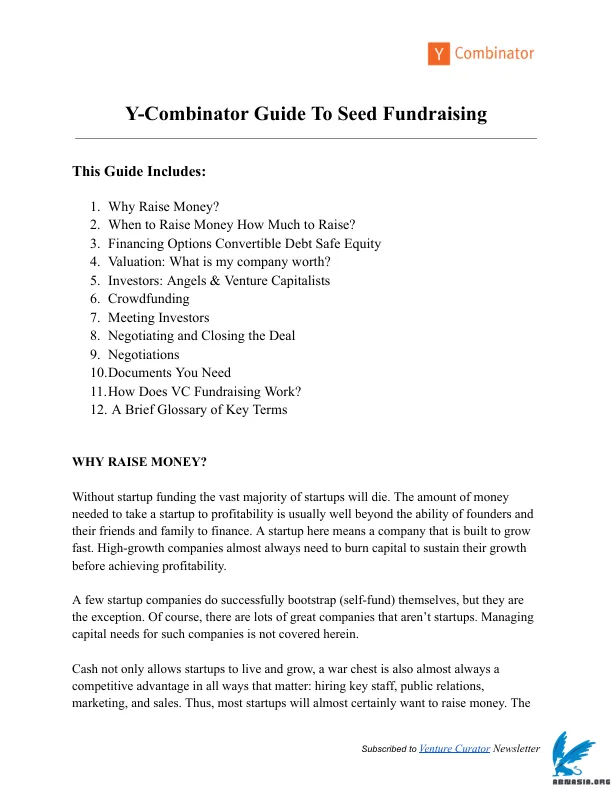 Y Combinator
Y-Combinator Guide To Seed Fundraising
This Guide Includes:
1. Why Raise Money?
2. When to Raise Money How Much to Raise?
3. Financing Options Convertible Debt Safe Equity
4. Valuation: What is my company worth?
5. Investors: Angels & Venture Capitalists
6. Crowdfunding
7. Meeting Investors
8. Negotiating and Closing the Deal
9. Negotiations
10.Documents You Need
11.How Does VC Fundraising Work?
12. A Brief Glossary of Key Terms
WHY RAISE MONEY?
Without startup funding the vast majority of startups will die. The amount of money
needed to take a startup to profitability is usually well beyond the ability of founders and
their friends and family to finance. A startup here means a company that is built to grow
fast. High-growth companies almost always need to burn capital to sustain their growth
before achieving profitability.
A few startup companies do successfully bootstrap (self-fund) themselves, but they are
the exception. Of course, there are lots of great companies that aren’t startups. Managing
capital needs for such companies is not covered herein.
Cash not only allows startups to live and grow, a war chest is also almost always a
competitive advantage in all ways that matter: hiring key staff, public relations,
marketing, and sales. Thus, most startups will almost certainly want to raise money. The
Subscribed to Venture Curator Newsletter
ABNASIA.ORG